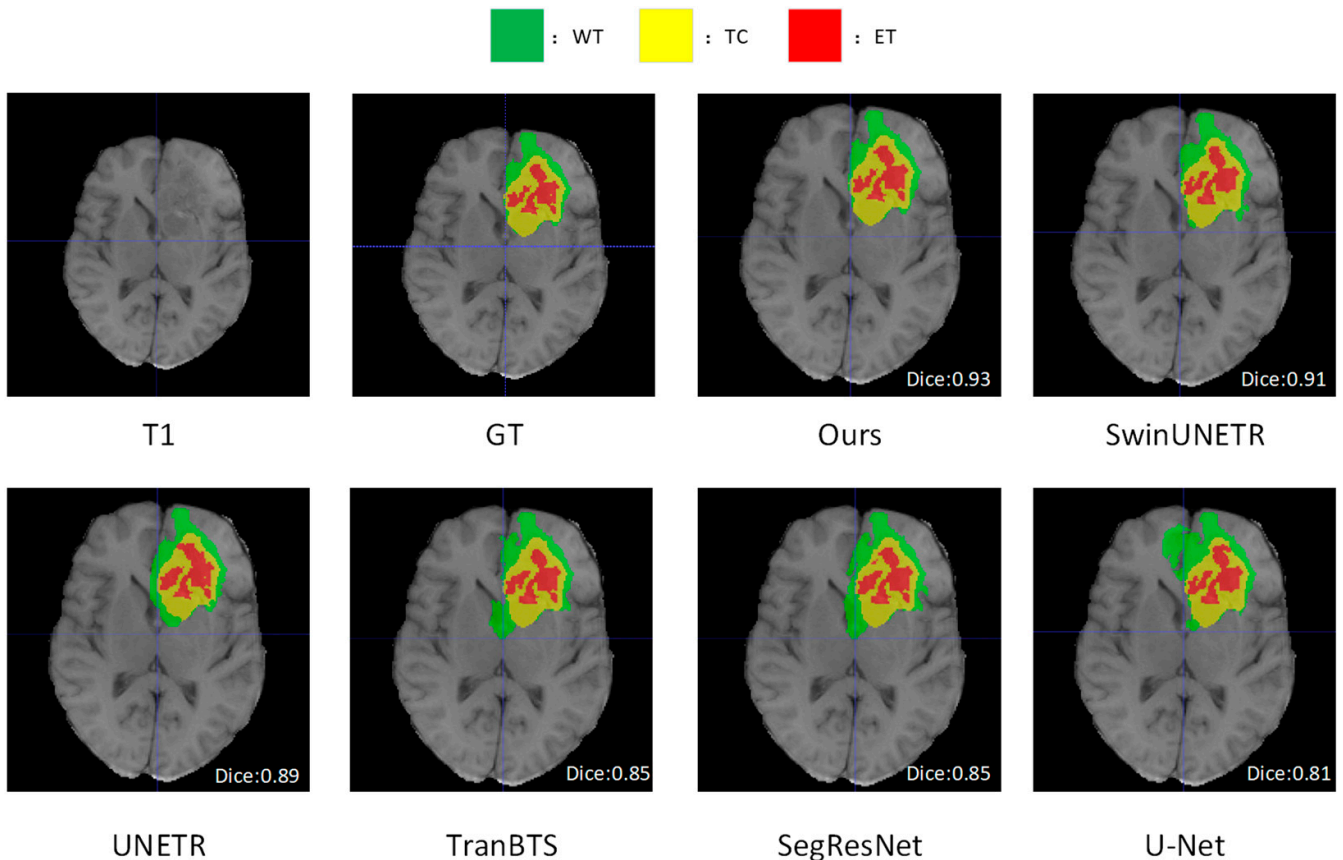 ：WT ：TC ：ET
Dice:0.93 Dice:0.91
T1 GT Ours SwinUNETR
Dice:0.89 Dice:0.85 Dice:0.85 Dice:0.81
UNETR TranBTS SegResNet U-Net